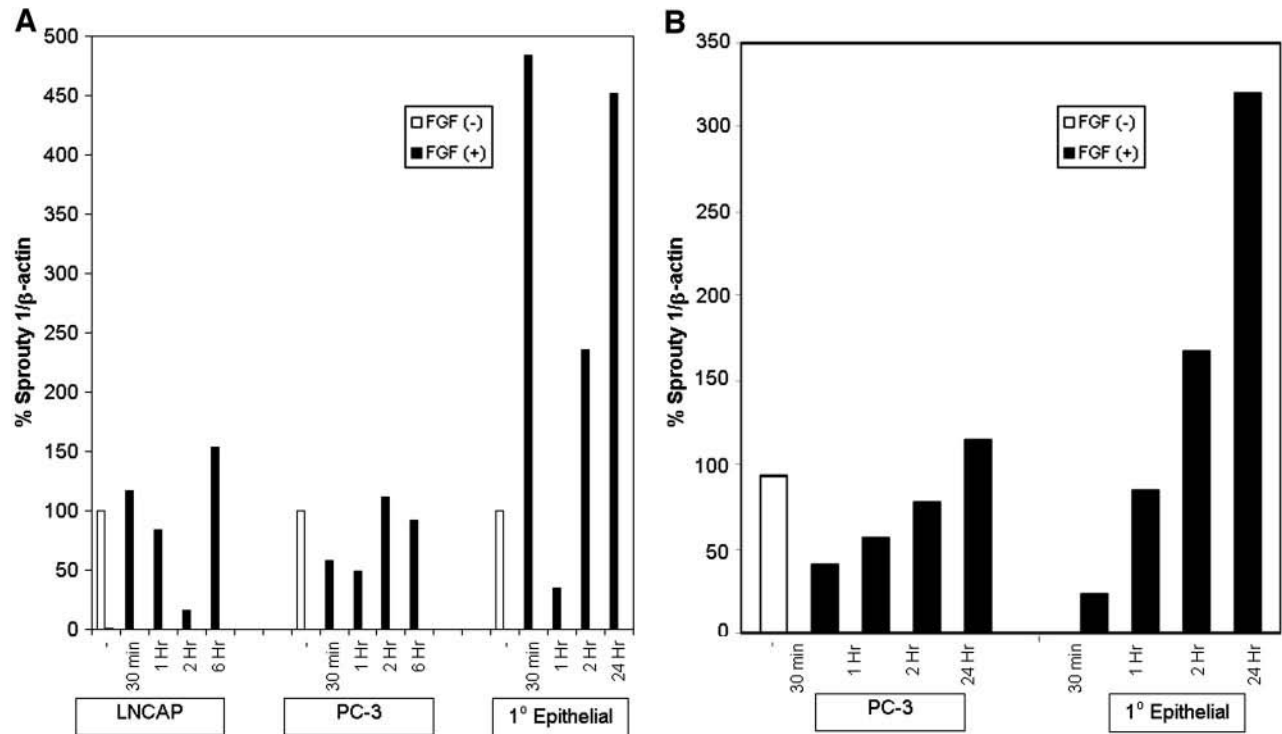 A
% Sprouty 1/β-actin
500
450
400
350
300
250
200
150
100
50
0
FGF (-)
FGF (+)
-
30 min
1 Hr
2 Hr
6 Hr
-
30 min
1 Hr
2 Hr
6 Hr
-
30 min
1 Hr
2 Hr
24 Hr
LNCAP
PC-3
1° Epithelial
B
% Sprouty 1/β-actin
350
300
250
200
150
100
50
0
FGF (-)
FGF (+)
-
30 min
1 Hr
2 Hr
24 Hr
30 min
1 Hr
2 Hr
24 Hr
PC-3
1° Epithelial